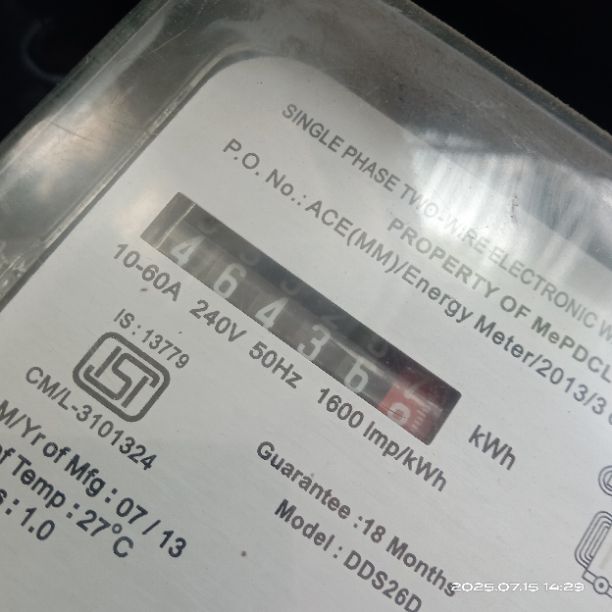 SINGLE PHASE TWO-WIRE ELECTRONIC
PROPERTY OF MePDCL
P.O. No.: ACE(MM)/Energy Meter/2013/3
4 6 4 3 6
kWh
10-60A 240V 50Hz 1600 Imp/kWh
IS : 13779
CM/L-3101324
Guarantee :18 Months
Model : DDS26D
/Yr of Mfg : 07 / 13
of Temp : 27°C
: 1.0
2025.07.15 14:29